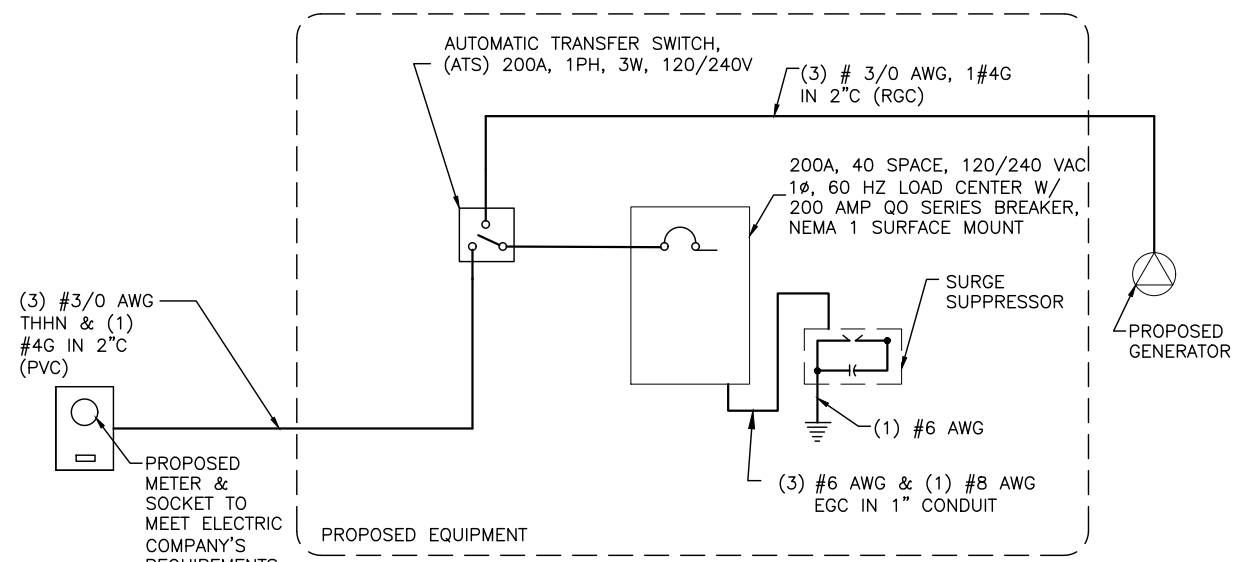 AUTOMATIC TRANSFER SWITCH,
(ATS) 200A, 1PH, 3W, 120/240V
(3) # 3/0 AWG, 1#4G
IN 2"C (RGC)
200A, 40 SPACE, 120/240 VAC
1ø, 60 HZ LOAD CENTER W/
200 AMP QO SERIES BREAKER,
NEMA 1 SURFACE MOUNT
SURGE
SUPPRESSOR
PROPOSED
GENERATOR
(3) #3/0 AWG
THHN & (1)
#4G IN 2"C
(PVC)
(1) #6 AWG
PROPOSED
METER &
SOCKET TO
MEET ELECTRIC
COMPANY'S
REQUIREMENTS
(3) #6 AWG & (1) #8 AWG
EGC IN 1" CONDUIT
PROPOSED EQUIPMENT